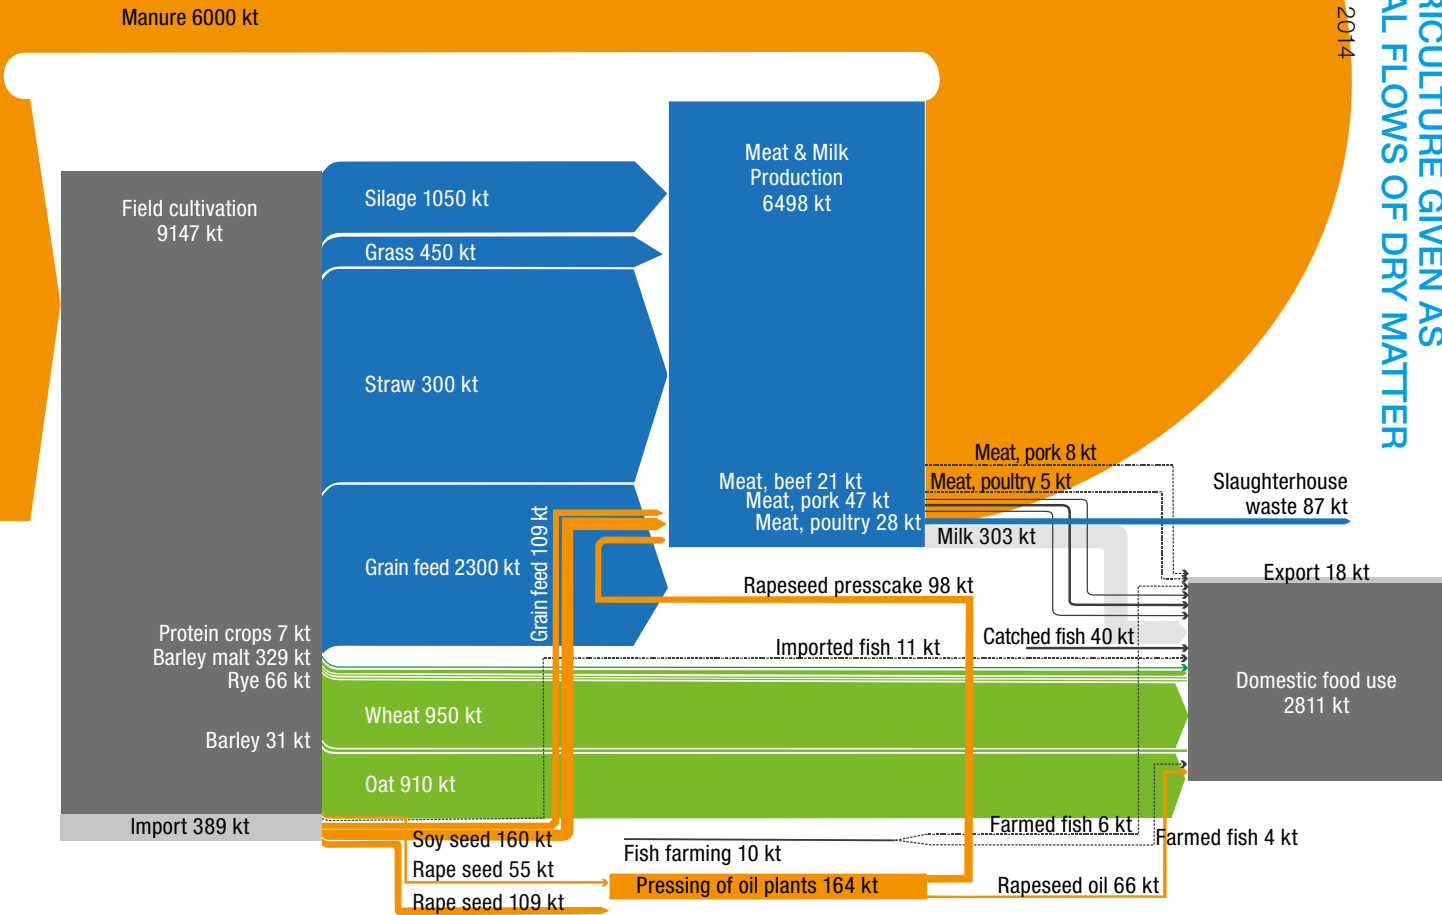 Manure 6000 kt
2014
RICULTURE GIVEN AS
AL FLOWS OF DRY MATTER
Field cultivation
9147 kt
Silage 1050 kt
Grass 450 kt
Straw 300 kt
Grain feed 2300 kt
Grain feed 109 kt
Meat & Milk
Production
6498 kt
Meat, beef 21 kt
Meat, pork 47 kt
Meat, poultry 28 kt
Meat, pork 8 kt
Meat, poultry 5 kt
Slaughterhouse
waste 87 kt
Milk 303 kt
Export 18 kt
Rapeseed presscake 98 kt
Protein crops 7 kt
Barley malt 329 kt
Rye 66 kt
Imported fish 11 kt
Catched fish 40 kt
Domestic food use
2811 kt
Wheat 950 kt
Barley 31 kt
Oat 910 kt
Import 389 kt
Soy seed 160 kt
Rape seed 55 kt
Rape seed 109 kt
Fish farming 10 kt
Farmed fish 6 kt
Farmed fish 4 kt
Pressing of oil plants 164 kt
Rapeseed oil 66 kt